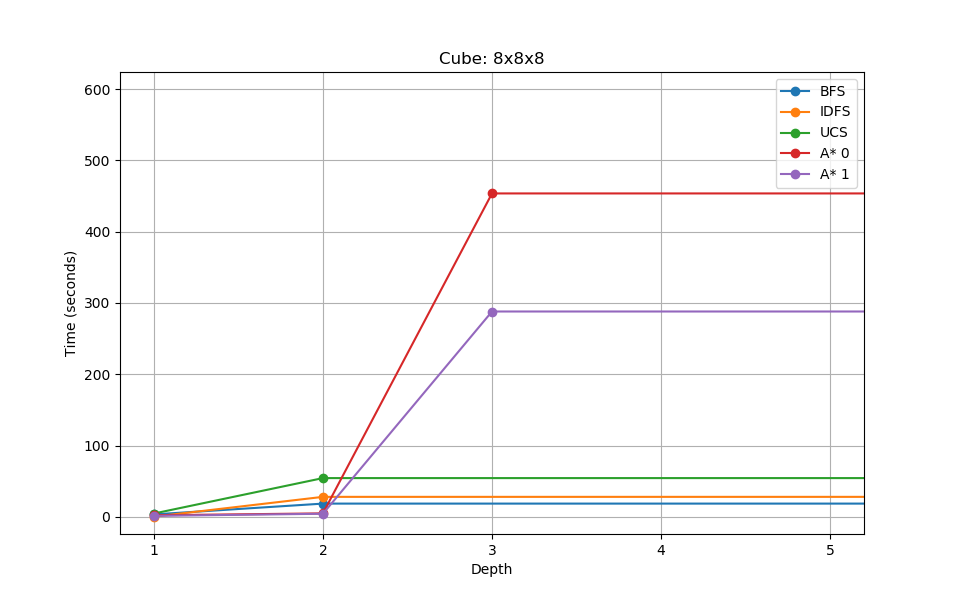 Cube: 8x8x8
600
500
400
300
200
100
0
Time (seconds)
BFS
IDFS
UCS
A* 0
A* 1
1 2 3 4 5
Depth